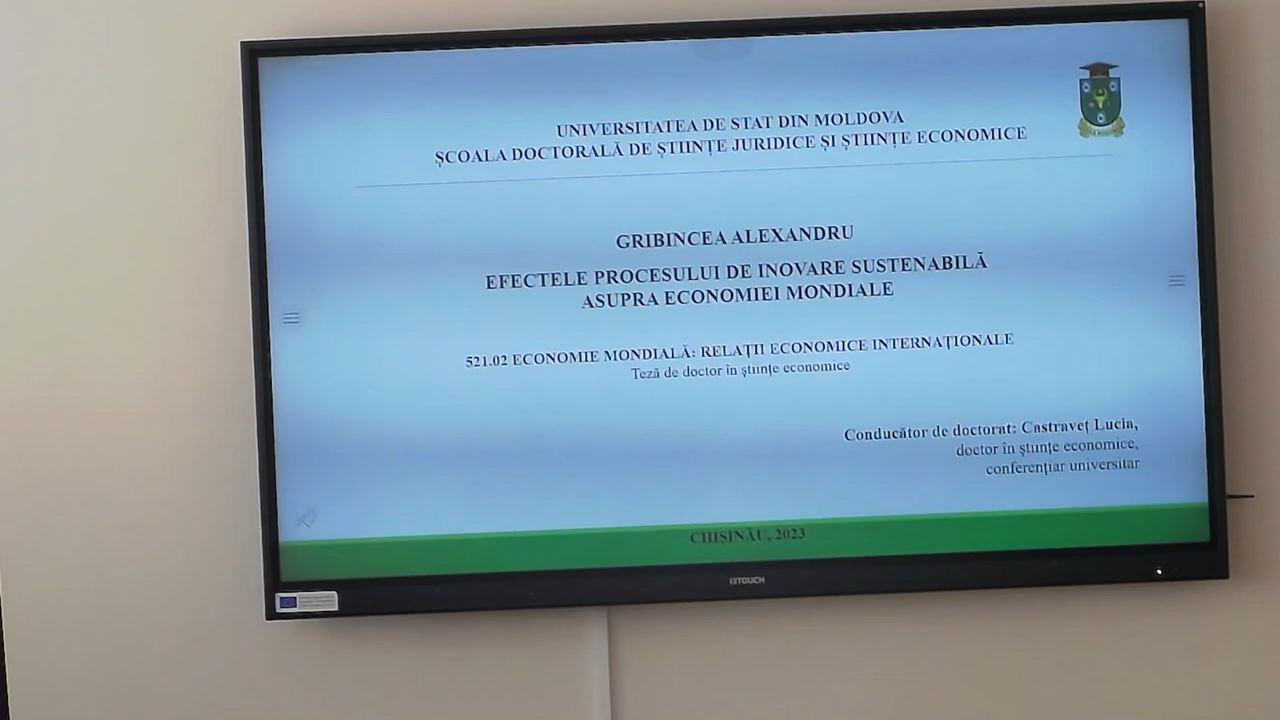 UNIVERSITATEA DE STAT DIN MOLDOVA
ȘCOALA DOCTORALĂ DE ȘTIINȚE JURIDICE ȘI ȘTIINȚE ECONOMICE
GRIBINCEA ALEXANDRU
EFECTELE PROCESULUI DE INOVARE SUSTENABILĂ
ASUPRA ECONOMIEI MONDIALE
521.02 ECONOMIE MONDIALĂ: RELAȚII ECONOMICE INTERNAȚIONALE
Teză de doctor în științe economice
Conducător de doctorat: Castraveț Lucia,
doctor în științe economice,
conferențiar universitar
CHIȘINĂU, 2023
i3TOUCH